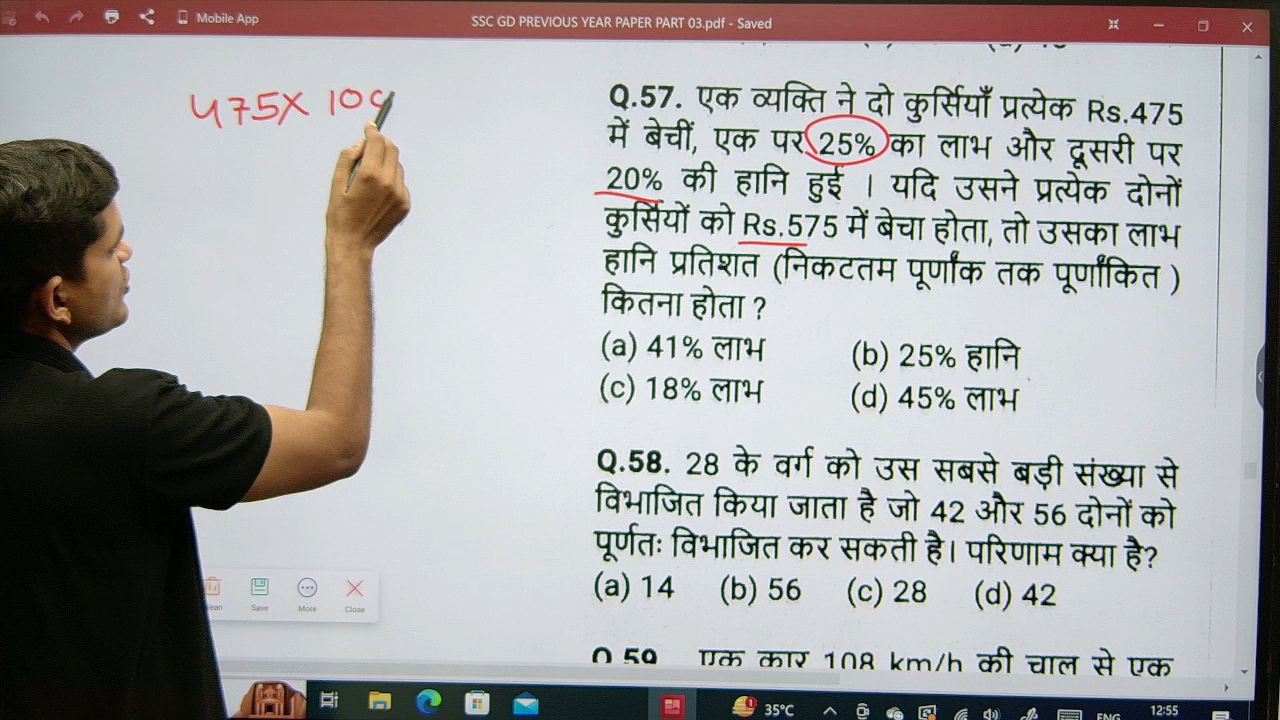 Mobile App
SSC GD PREVIOUS YEAR PAPER PART 03.pdf - Saved
475X 100
Q.57. एक व्यक्ति ने दो कुर्सियाँ प्रत्येक Rs.475
में बेचीं, एक पर 25% का लाभ और दूसरी पर
20% की हानि हुई । यदि उसने प्रत्येक दोनों
कुर्सियों को Rs.575 में बेचा होता, तो उसका लाभ
हानि प्रतिशत (निकटतम पूर्णांक तक पूर्णांकित )
कितना होता ?
(a) 41% लाभ (b) 25% हानि
(c) 18% लाभ (d) 45% लाभ
Q.58. 28 के वर्ग को उस सबसे बड़ी संख्या से
विभाजित किया जाता है जो 42 और 56 दोनों को
पूर्णतः विभाजित कर सकती है। परिणाम क्या है?
(a) 14 (b) 56 (c) 28 (d) 42
Q.59 एक कार 108 km/h की चाल से एक
Save More Close
35°C ENG 12:55